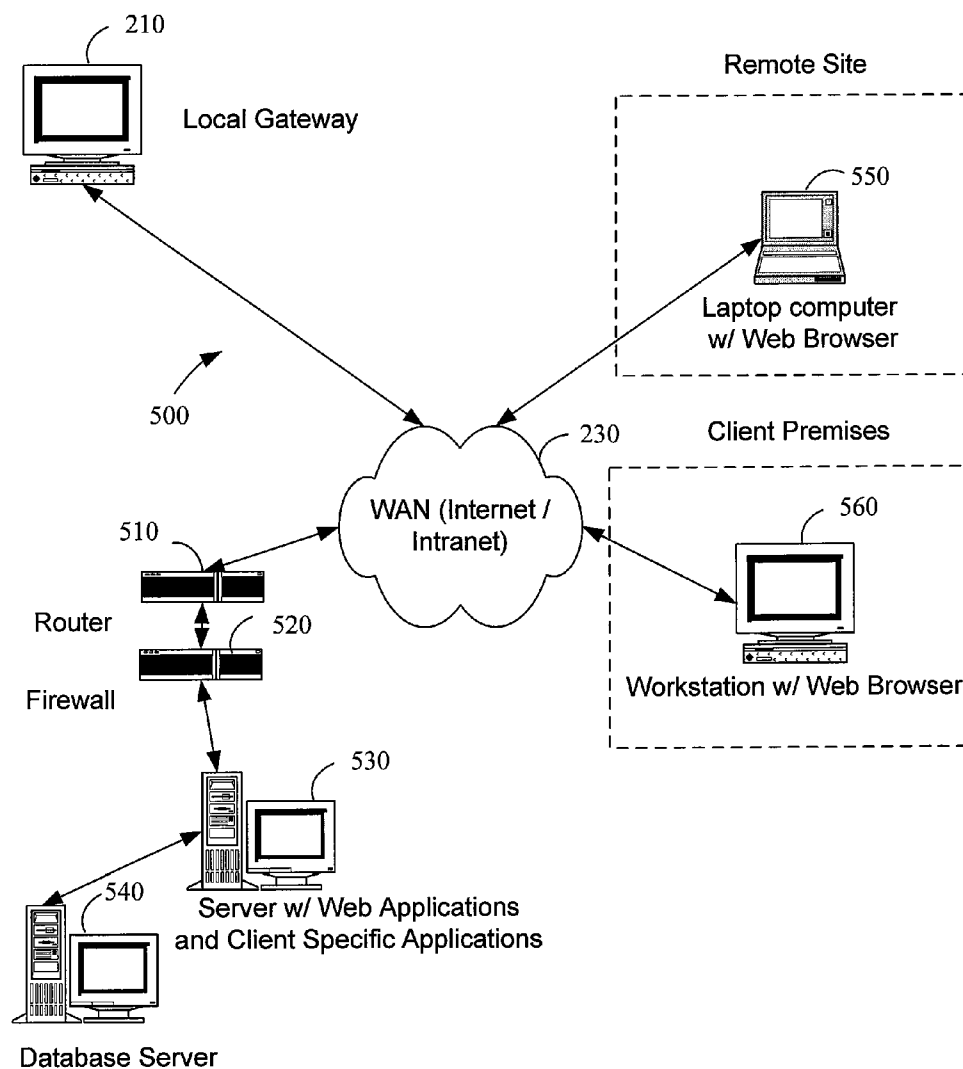 210
Local Gateway
Remote Site
550
Laptop computer
w/ Web Browser
500
230
WAN (Internet /
Intranet)
Client Premises
560
Workstation w/ Web Browser
510
Router
520
Firewall
530
Server w/ Web Applications
and Client Specific Applications
540
Database Server